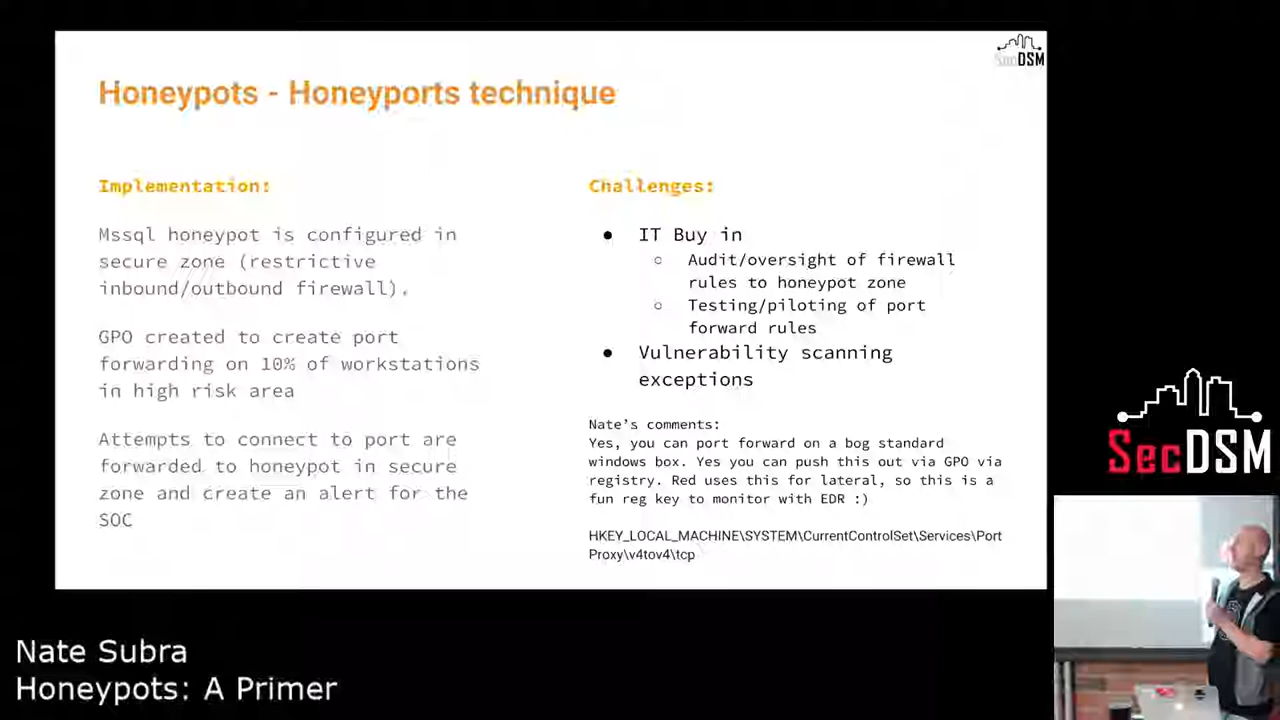 SecDSM
Honeypots - Honeyports technique
Implementation:
Mssql honeypot is configured in
secure zone (restrictive
inbound/outbound firewall).
GPO created to create port
forwarding on 10% of workstations
in high risk area
Attempts to connect to port are
forwarded to honeypot in secure
zone and create an alert for the
SOC
Challenges:
● IT Buy in
○ Audit/oversight of firewall
rules to honeypot zone
○ Testing/piloting of port
forward rules
● Vulnerability scanning
exceptions
Nate's comments:
Yes, you can port forward on a bog standard
windows box. Yes you can push this out via GPO via
registry. Red uses this for lateral, so this is a
fun reg key to monitor with EDR :)
HKEY_LOCAL_MACHINE\SYSTEM\CurrentControlSet\Services\Port
Proxy\v4tov4\tcp
SecDSM
Nate Subra
Honeypots: A Primer